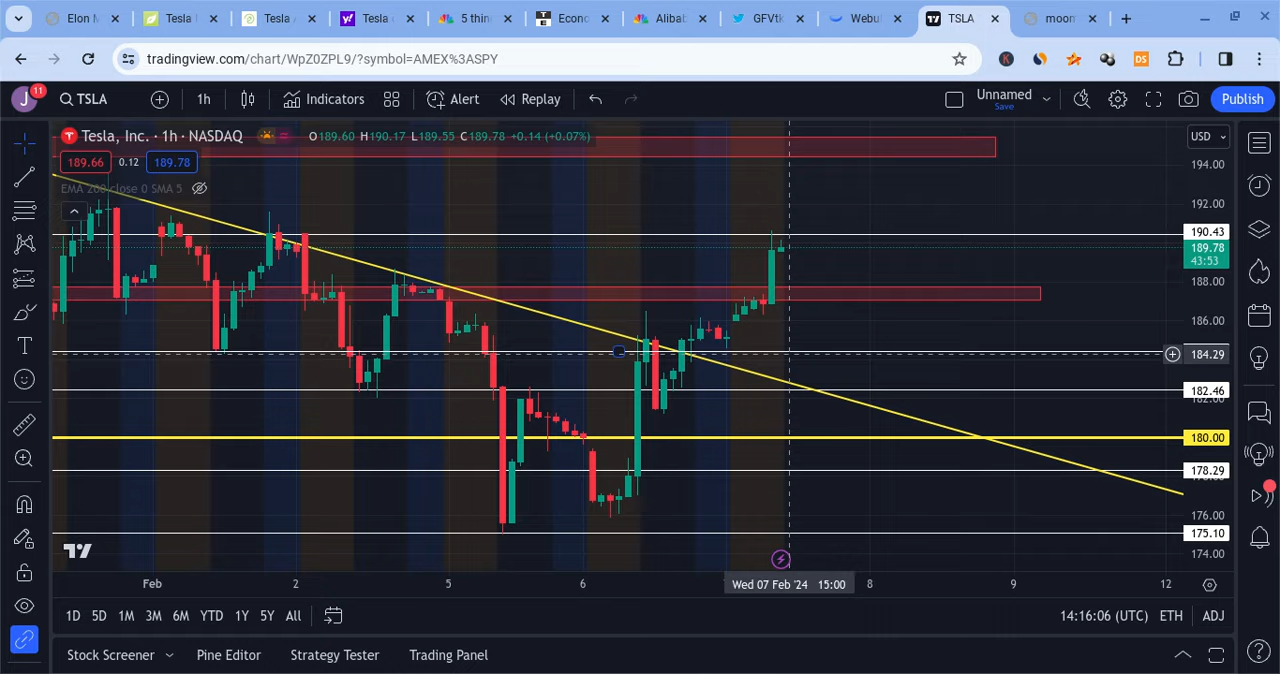 Elon M
Tesla I
Tesla A
Tesla c
5 thin
Econo
Alibab
GFVtk
Webul
TSLA
moon
tradingview.com/chart/WpZ0ZPL9/?symbol=AMEX%3ASPY
J 11 TSLA 1h Indicators Alert Replay Unnamed Save Publish
Tesla, Inc. · 1h · NASDAQ O189.60 H190.17 L189.55 C189.78 +0.14 (+0.07%) USD
189.66 0.12 189.78
EMA 200 close 0 SMA 5
194.00
192.00
190.43
189.78
43:53
188.00
186.00
184.29
182.46
182.00
180.00
178.29
176.00
175.10
174.00
Feb 2 5 6 Wed 07 Feb '24 15:00 8 9 12
1D 5D 1M 3M 6M YTD 1Y 5Y All 14:16:06 (UTC) ETH ADJ
Stock Screener Pine Editor Strategy Tester Trading Panel